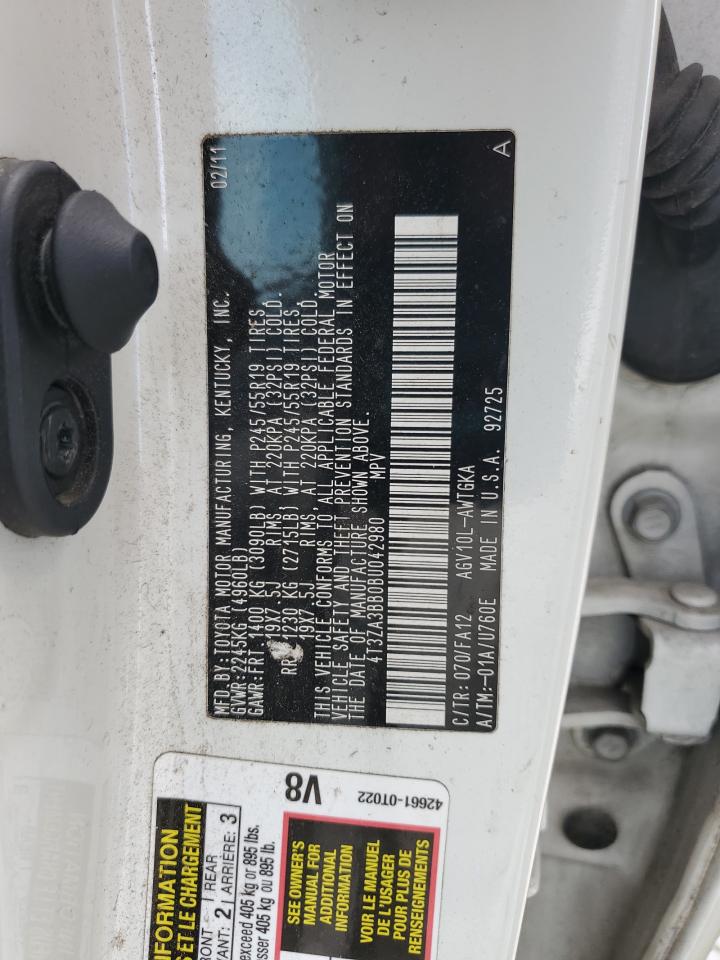 MFD.BY:TOYOTA MOTOR MANUFACTURING, KENTUCKY, INC. 02/11
GVWR:2245KG(4960LB)
GAWR:FRT 1400 KG (3090LB) WITH P245/55R19 TIRES,
19X7.5J RIMS, AT 220KPA (32PSI) COLD.
RR 1230 KG (2715LB) WITH P245/55R19 TIRES,
19X7.5J RIMS, AT 220KPA (32PSI) COLD.
THIS VEHICLE CONFORMS TO ALL APPLICABLE FEDERAL MOTOR
VEHICLE SAFETY AND THEFT PREVENTION STANDARDS IN EFFECT ON
THE DATE OF MANUFACTURE SHOWN ABOVE.
4T3ZA3BB0BU042980 MPV
C/TR: 070/FA12 AGV10L-AWTGKA
A/TM:-01A/U760E MADE IN U.S.A. 92725 A
INFORMATION
S ET LE CHARGEMENT
RONT REAR
VANT: 2 ARRIÈRE: 3
exceed 405 kg or 895 lbs.
sser 405 kg ou 895 lb.
V8
42661-0T022
SEE OWNER'S
MANUAL FOR
ADDITIONAL
INFORMATION
VOIR LE MANUEL
DE L'USAGER
POUR PLUS DE
RENSEIGNEMENTS